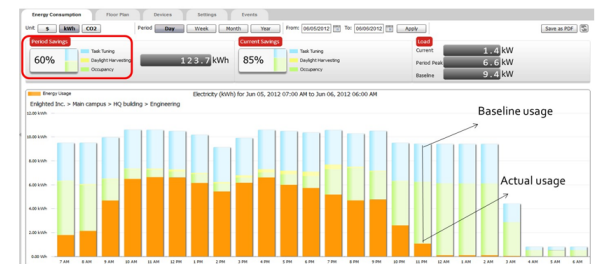 Energy Consumption Floor Plan Devices Settings Events
Unit $ kWh CO2 Period Day Week Month Year From: 06/05/2012 To: 06/06/2012 Apply Save as PDF
Period Savings
60%
Task Tuning
Daylight Harvesting
Occupancy
123.7 kWh
Current Savings
85%
Task Tuning
Daylight Harvesting
Occupancy
Load
Current 1.4 kW
Period Peak 6.6 kW
Baseline 9.4 kW
Energy Usage
Electricity (kWh) for Jun 05, 2012 07:00 AM to Jun 06, 2012 06:00 AM
Enlighted Inc. > Main campus > HQ building > Engineering
Baseline usage
Actual usage
12.00 kWh
10.00 kWh
8.00 kWh
6.00 kWh
4.00 kWh
2.00 kWh
0.00 kWh
7 AM 8 AM 9 AM 10 AM 11 AM 12 PM 1 PM 2 PM 3 PM 4 PM 5 PM 6 PM 7 PM 8 PM 9 PM 10 PM 11 PM 12 AM 1 AM 2 AM 3 AM 4 AM 5 AM 6 AM